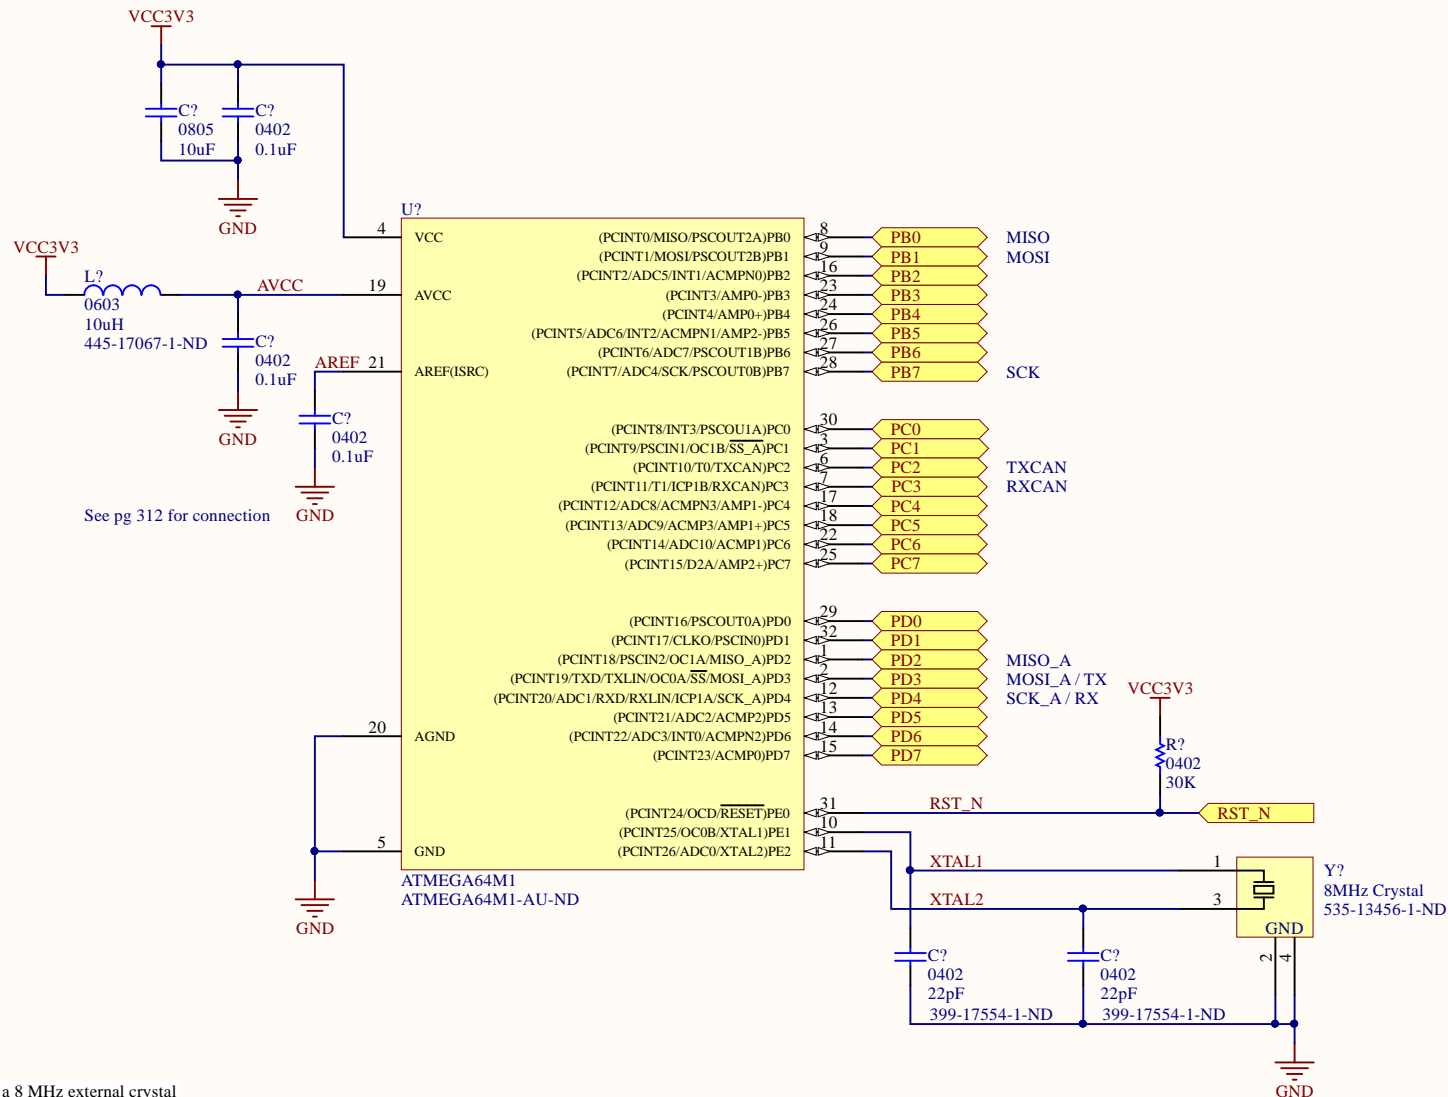 VCC3V3
C?
0805
10uF
C?
0402
0.1uF
GND
VCC3V3
L?
0603
10uH
445-17067-1-ND
AVCC
C?
0402
0.1uF
GND
AREF
C?
0402
0.1uF
GND
See pg 312 for connection
U?
4 VCC
19 AVCC
21 AREF(ISRC)
20 AGND
5 GND
GND
ATMEGA64M1
ATMEGA64M1-AU-ND
(PCINT0/MISO/PSCOUT2A)PB0 8 PB0 MISO
(PCINT1/MOSI/PSCOUT2B)PB1 9 PB1 MOSI
(PCINT2/ADC5/INT1/ACMPN0)PB2 16 PB2
(PCINT3/AMP0-)PB3 23 PB3
(PCINT4/AMP0+)PB4 24 PB4
(PCINT5/ADC6/INT2/ACMPN1/AMP2-)PB5 26 PB5
(PCINT6/ADC7/PSCOUT1B)PB6 27 PB6
(PCINT7/ADC4/SCK/PSCOUT0B)PB7 28 PB7 SCK
(PCINT8/INT3/PSCOU1A)PC0 30 PC0
(PCINT9/PSCIN1/OC1B/SS_A)PC1 3 PC1
(PCINT10/T0/TXCAN)PC2 6 PC2 TXCAN
(PCINT11/T1/ICP1B/RXCAN)PC3 7 PC3 RXCAN
(PCINT12/ADC8/ACMPN3/AMP1-)PC4 17 PC4
(PCINT13/ADC9/ACMP3/AMP1+)PC5 18 PC5
(PCINT14/ADC10/ACMP1)PC6 22 PC6
(PCINT15/D2A/AMP2+)PC7 25 PC7
(PCINT16/PSCOUT0A)PD0 29 PD0
(PCINT17/CLKO/PSCIN0)PD1 32 PD1
(PCINT18/PSCIN2/OC1A/MISO_A)PD2 1 PD2 MISO_A
(PCINT19/TXD/TXLIN/OC0A/SS/MOSI_A)PD3 2 PD3 MOSI_A / TX
(PCINT20/ADC1/RXD/RXLIN/ICP1A/SCK_A)PD4 12 PD4 SCK_A / RX
(PCINT21/ADC2/ACMP2)PD5 13 PD5
(PCINT22/ADC3/INT0/ACMPN2)PD6 14 PD6
(PCINT23/ACMP0)PD7 15 PD7
(PCINT24/OCD/RESET)PE0 31 RST_N RST_N
(PCINT25/OC0B/XTAL1)PE1 10
(PCINT26/ADC0/XTAL2)PE2 11
VCC3V3
R?
0402
30K
XTAL1 1
XTAL2 3
Y?
8MHz Crystal
535-13456-1-ND
GND
2 4
C?
0402
22pF
399-17554-1-ND
C?
0402
22pF
399-17554-1-ND
GND
a 8 MHz external crystal